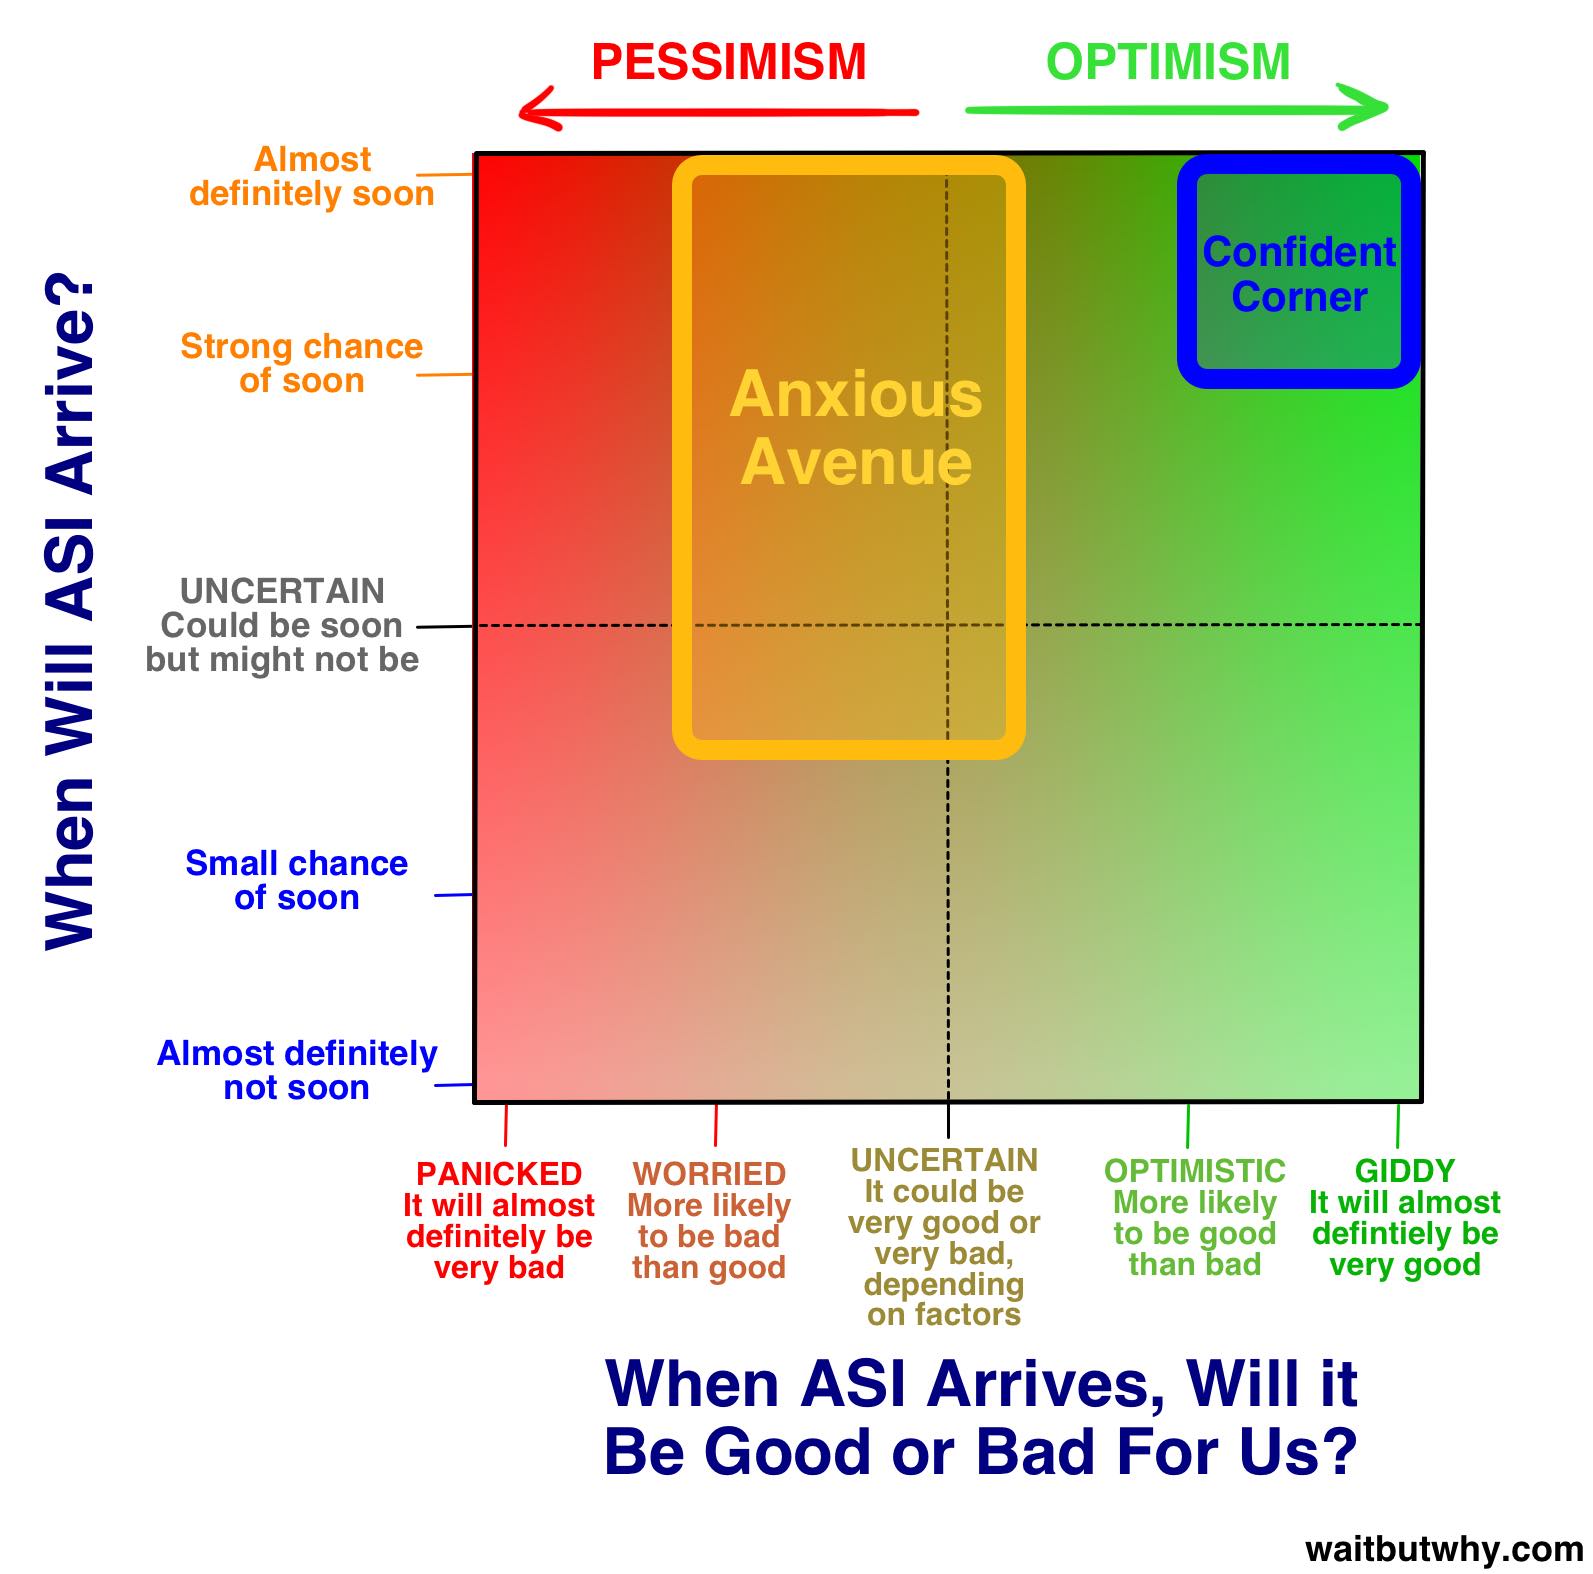 PESSIMISM
OPTIMISM
Almost
definitely soon
Strong chance
of soon
UNCERTAIN
Could be soon
but might not be
Small chance
of soon
Almost definitely
not soon
When Will ASI Arrive?
Anxious
Avenue
Confident
Corner
PANICKED
It will almost
definitely be
very bad
WORRIED
More likely
to be bad
than good
UNCERTAIN
It could be
very good or
very bad,
depending
on factors
OPTIMISTIC
More likely
to be good
than bad
GIDDY
It will almost
defintiely be
very good
When ASI Arrives, Will it
Be Good or Bad For Us?
waitbutwhy.com